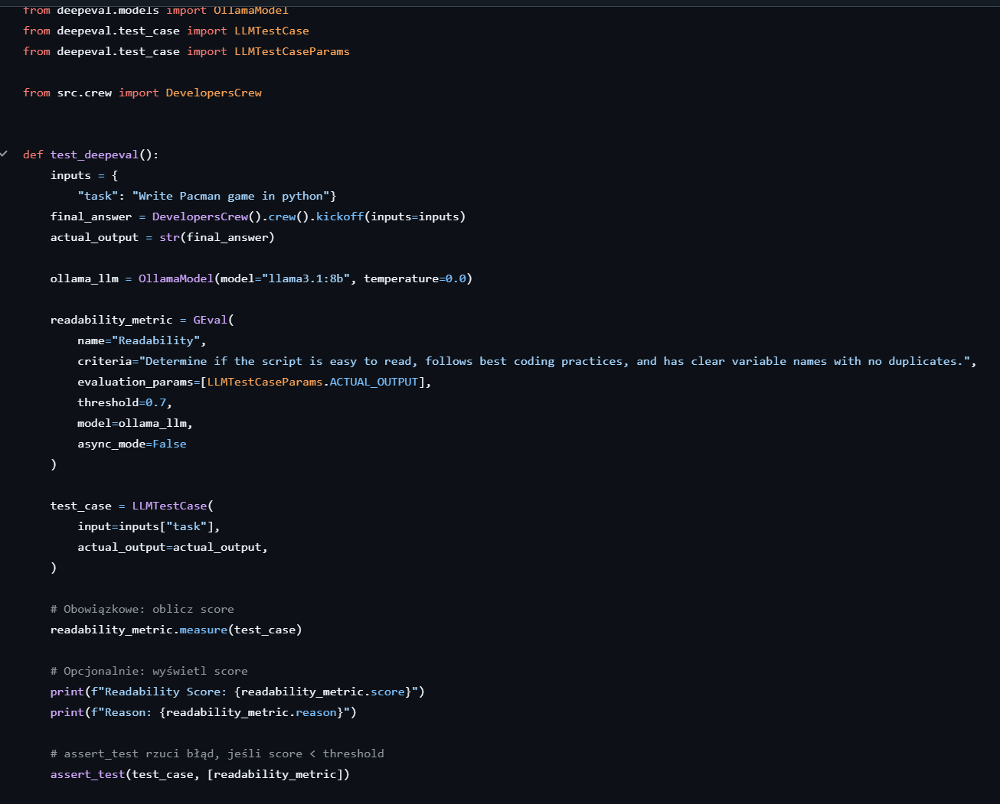 from deepeval.models import OllamaModel
from deepeval.test_case import LLMTestCase
from deepeval.test_case import LLMTestCaseParams
from src.crew import DevelopersCrew
def test_deepeval():
    inputs = {
        "task": "Write Pacman game in python"}
    final_answer = DevelopersCrew().crew().kickoff(inputs=inputs)
    actual_output = str(final_answer)
    ollama_llm = OllamaModel(model="llama3.1:8b", temperature=0.0)
    readability_metric = GEval(
        name="Readability",
        criteria="Determine if the script is easy to read, follows best coding practices, and has clear variable names with no duplicates.",
        evaluation_params=[LLMTestCaseParams.ACTUAL_OUTPUT],
        threshold=0.7,
        model=ollama_llm,
        async_mode=False
    )
    test_case = LLMTestCase(
        input=inputs["task"],
        actual_output=actual_output,
    )
    # Obowiązkowe: oblicz score
    readability_metric.measure(test_case)
    # Opcjonalnie: wyświetl score
    print(f"Readability Score: {readability_metric.score}")
    print(f"Reason: {readability_metric.reason}")
    # assert_test rzuci błąd, jeśli score < threshold
    assert_test(test_case, [readability_metric])